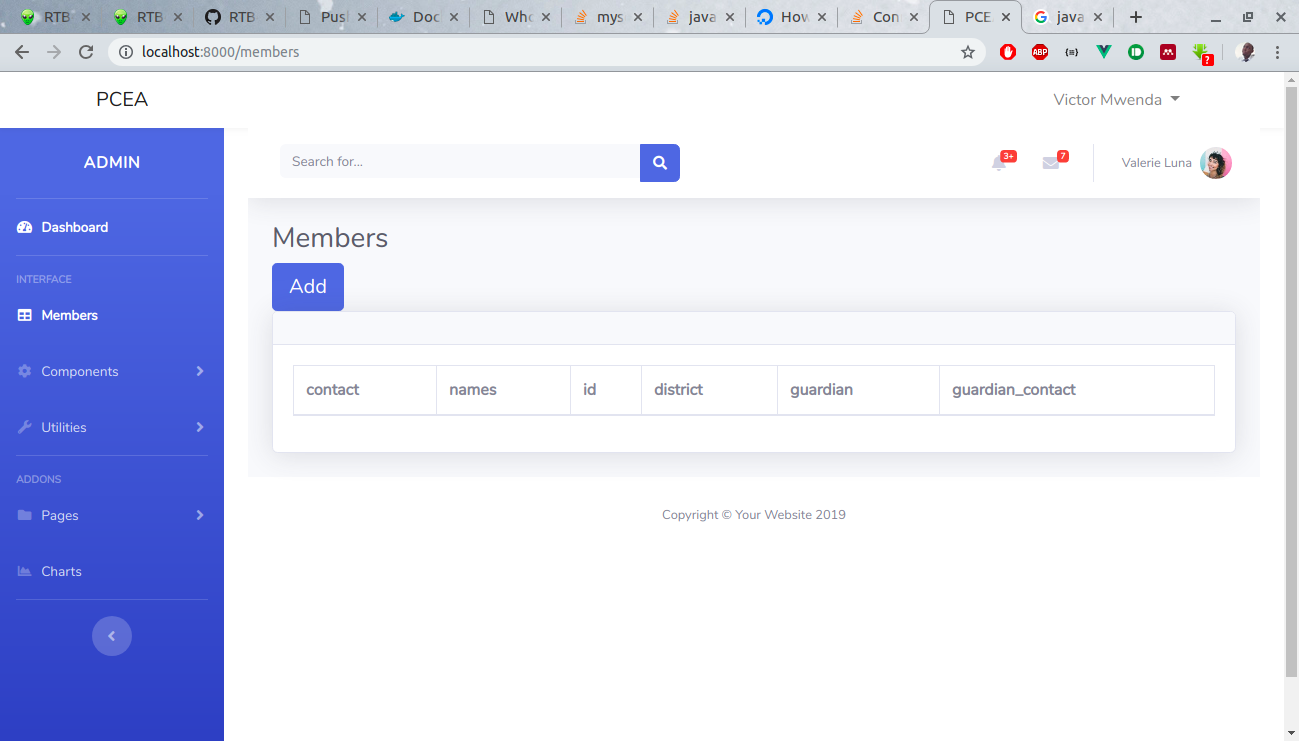 RTB RTB RTB Pus Doc Who mys java How Con PCE java
localhost:8000/members
ABP
PCEA
Victor Mwenda
ADMIN
Search for...
3+
7
Valerie Luna
Dashboard
Members
Add
INTERFACE
Members
Components
contact names id district guardian guardian_contact
Utilities
ADDONS
Pages
Copyright © Your Website 2019
Charts